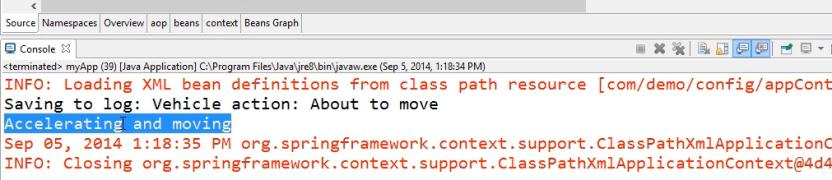 Source Namespaces Overview aop beans context Beans Graph
Console
<terminated> myApp (39) [Java Application] C:\Program Files\Java\jre8\bin\javaw.exe (Sep 5, 2014 1:18:34 PM)
INFO: Loading XML bean definitions from class path resource [com/demo/config/appCont
Saving to log: Vehicle action: About to move
Accelerating and moving
Sep 05, 2014 1:18:35 PM org.springframework.context.support.ClassPathXmlApplicationC
INFO: Closing org.springframework.context.support.ClassPathXmlApplicationContext@4d4